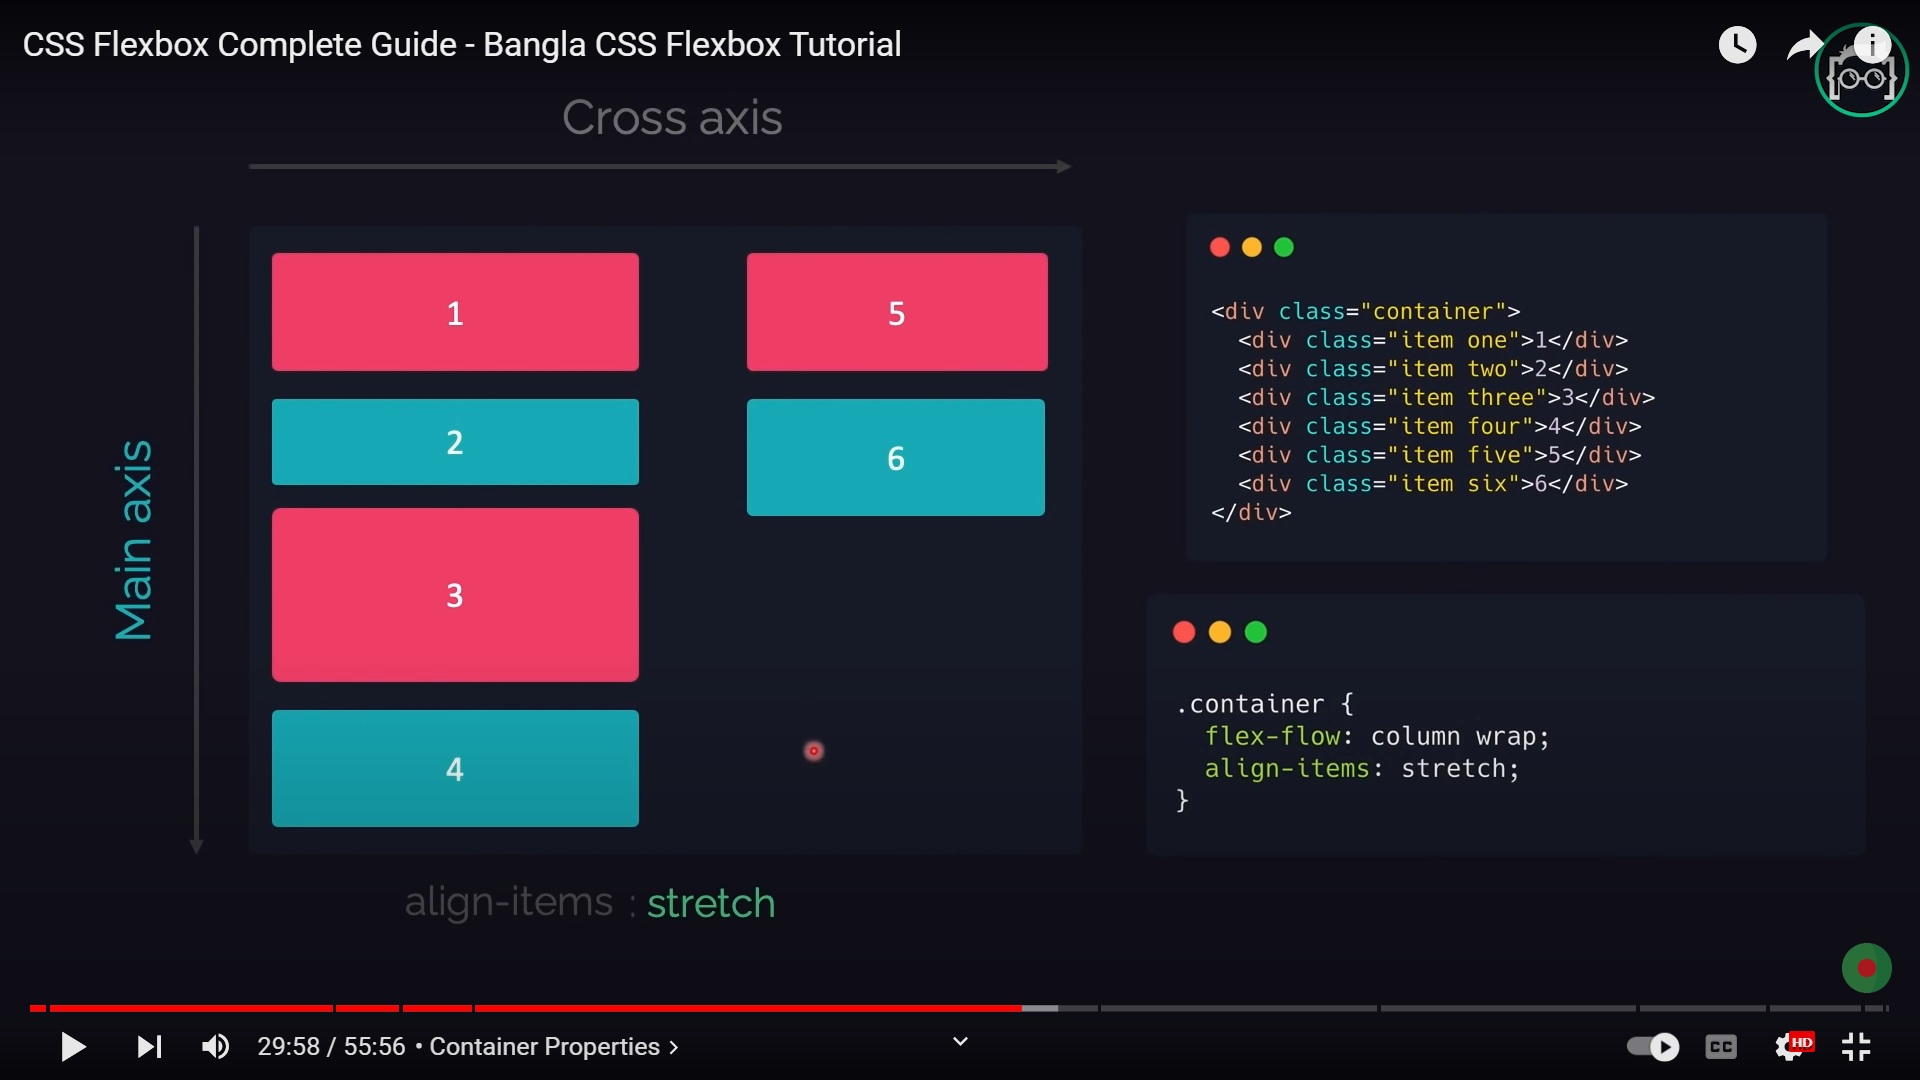 CSS Flexbox Complete Guide - Bangla CSS Flexbox Tutorial
Cross axis
Main axis
1
2
3
4
5
6
<div class="container">
  <div class="item one">1</div>
  <div class="item two">2</div>
  <div class="item three">3</div>
  <div class="item four">4</div>
  <div class="item five">5</div>
  <div class="item six">6</div>
</div>
.container {
  flex-flow: column wrap;
  align-items: stretch;
}
align-items : stretch
29:58 / 55:56 • Container Properties >
CC
HD